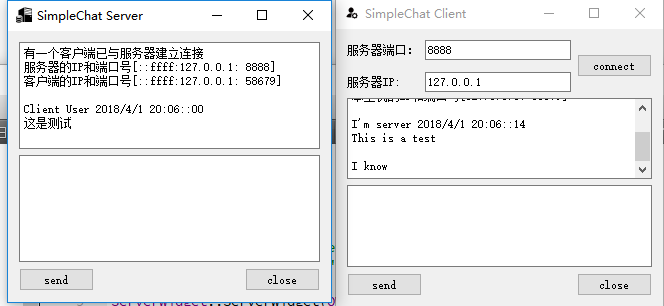 SimpleChat Server
有一个客户端已与服务器建立连接
服务器的IP和端口号[::ffff:127.0.0.1: 8888]
客户端的IP和端口号[::ffff:127.0.0.1: 58679]
Client User 2018/4/1 20:06::00
这是测试
send
close
SimpleChat Client
服务器端口：
8888
服务器IP:
127.0.0.1
connect
I'm server 2018/4/1 20:06::14
This is a test
I know
send
close
ServerWidget::ServerWidget(Q